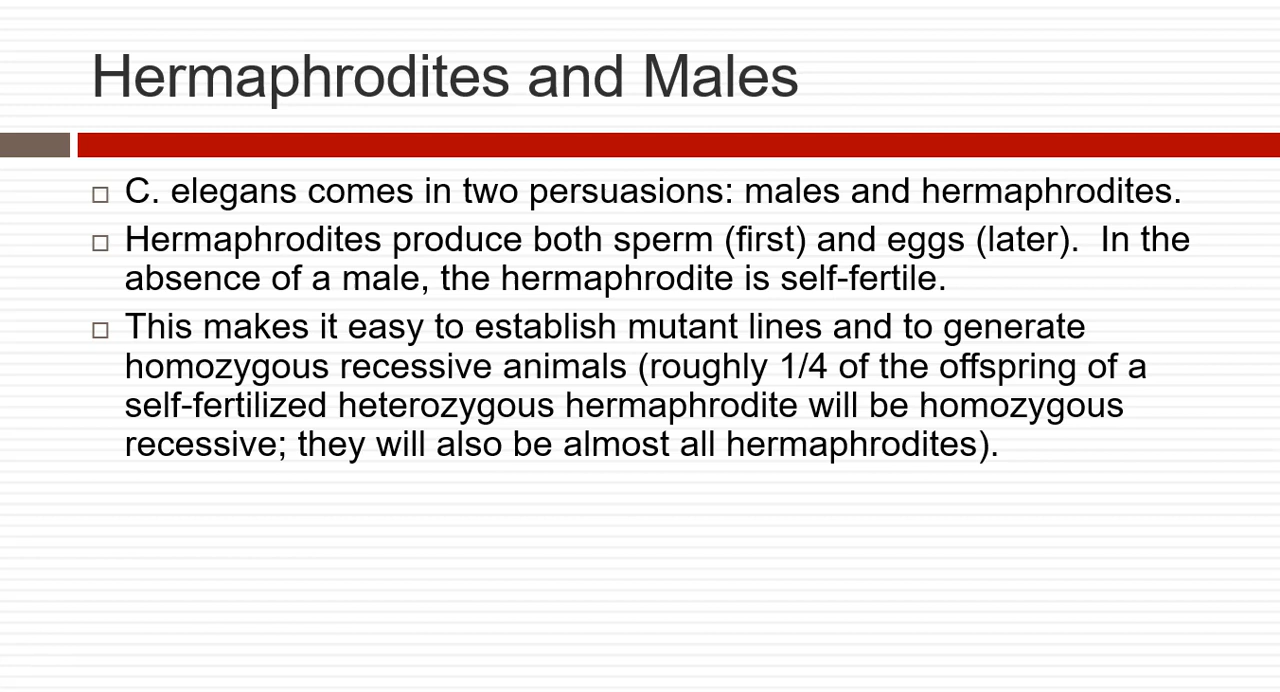 Hermaphrodites and Males
C. elegans comes in two persuasions: males and hermaphrodites.
Hermaphrodites produce both sperm (first) and eggs (later).  In the
absence of a male, the hermaphrodite is self-fertile.
This makes it easy to establish mutant lines and to generate
homozygous recessive animals (roughly 1/4 of the offspring of a
self-fertilized heterozygous hermaphrodite will be homozygous
recessive; they will also be almost all hermaphrodites).